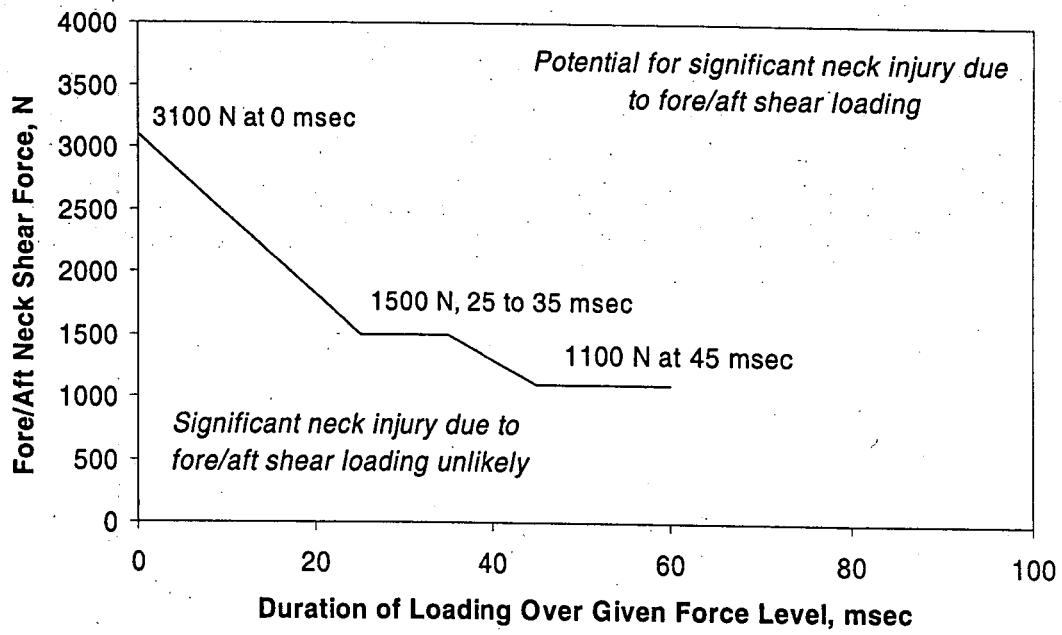 4000
3500
3000
2500
2000
1500
1000
500
0
Fore/Aft Neck Shear Force, N
Potential for significant neck injury due
to fore/aft shear loading
3100 N at 0 msec
1500 N, 25 to 35 msec
1100 N at 45 msec
Significant neck injury due to
fore/aft shear loading unlikely
0 20 40 60 80 100
Duration of Loading Over Given Force Level, msec